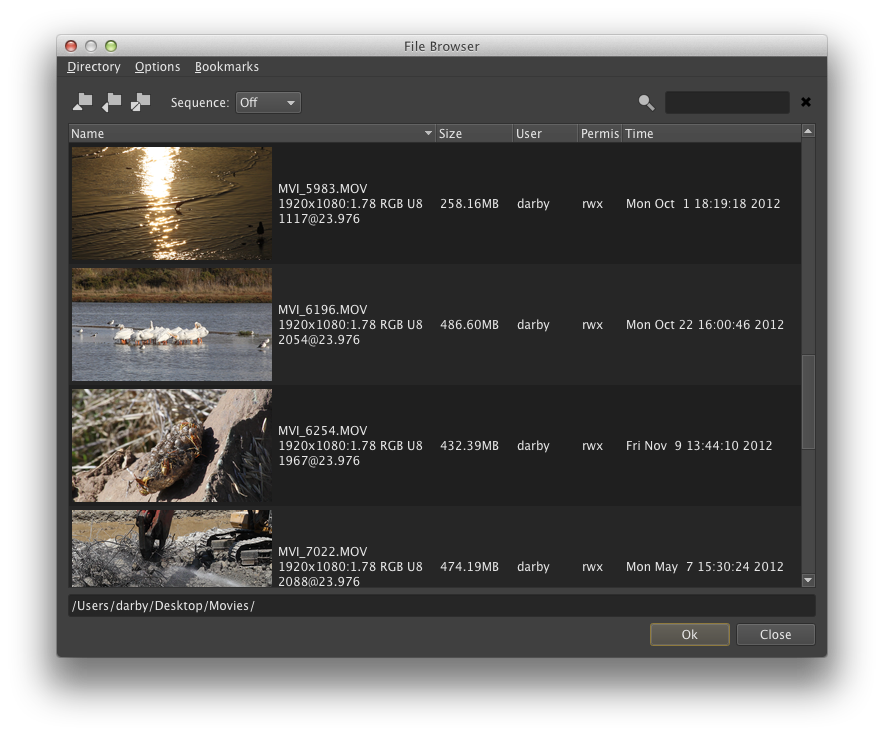 File Browser
Directory Options Bookmarks
Sequence: Off
Name Size User Permis Time
MVI_5983.MOV
1920x1080:1.78 RGB U8 258.16MB darby rwx Mon Oct  1 18:19:18 2012
1117@23.976
MVI_6196.MOV
1920x1080:1.78 RGB U8 486.60MB darby rwx Mon Oct 22 16:00:46 2012
2054@23.976
MVI_6254.MOV
1920x1080:1.78 RGB U8 432.39MB darby rwx Fri Nov  9 13:44:10 2012
1967@23.976
MVI_7022.MOV
1920x1080:1.78 RGB U8 474.19MB darby rwx Mon May  7 15:30:24 2012
2088@23.976
/Users/darby/Desktop/Movies/
Ok Close